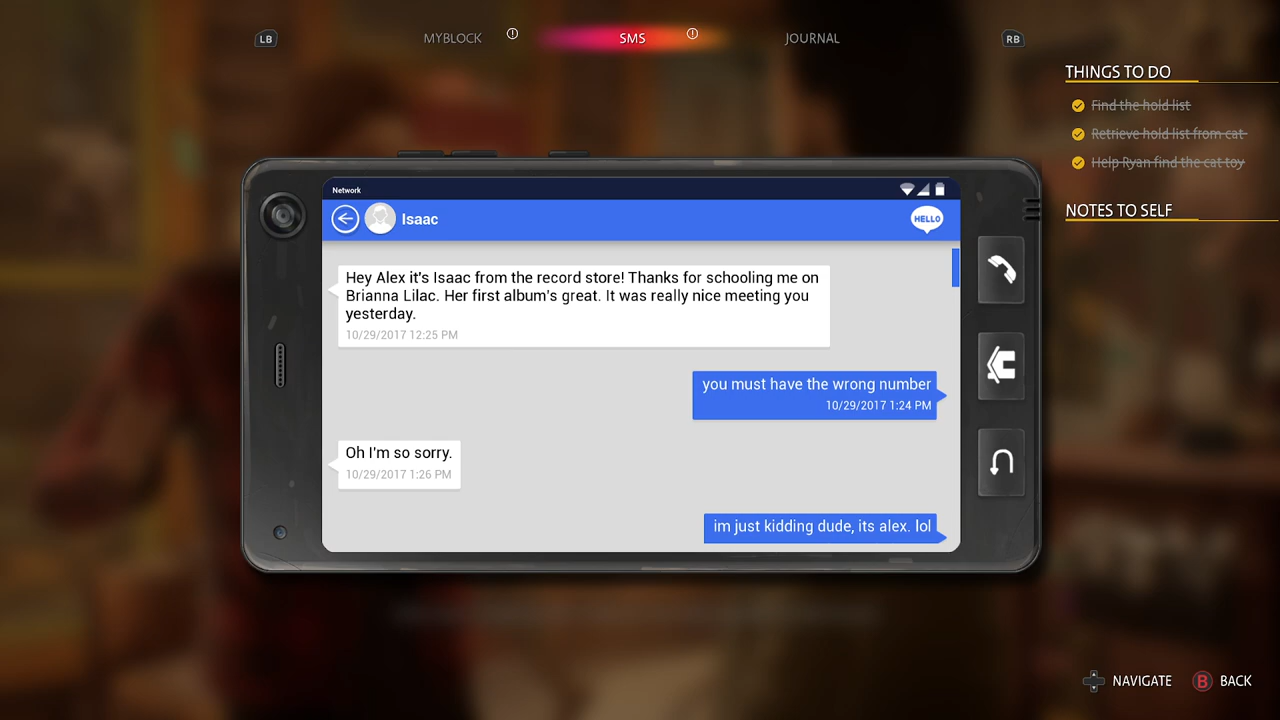 LB
MYBLOCK
SMS
JOURNAL
RB
THINGS TO DO
Find the hold list
Retrieve hold list from cat
Help Ryan find the cat toy
NOTES TO SELF
Network
Isaac
HELLO
Hey Alex it's Isaac from the record store! Thanks for schooling me on
Brianna Lilac. Her first album's great. It was really nice meeting you
yesterday.
10/29/2017 12:25 PM
you must have the wrong number
10/29/2017 1:24 PM
Oh I'm so sorry.
10/29/2017 1:26 PM
im just kidding dude, its alex. lol
NAVIGATE
B BACK